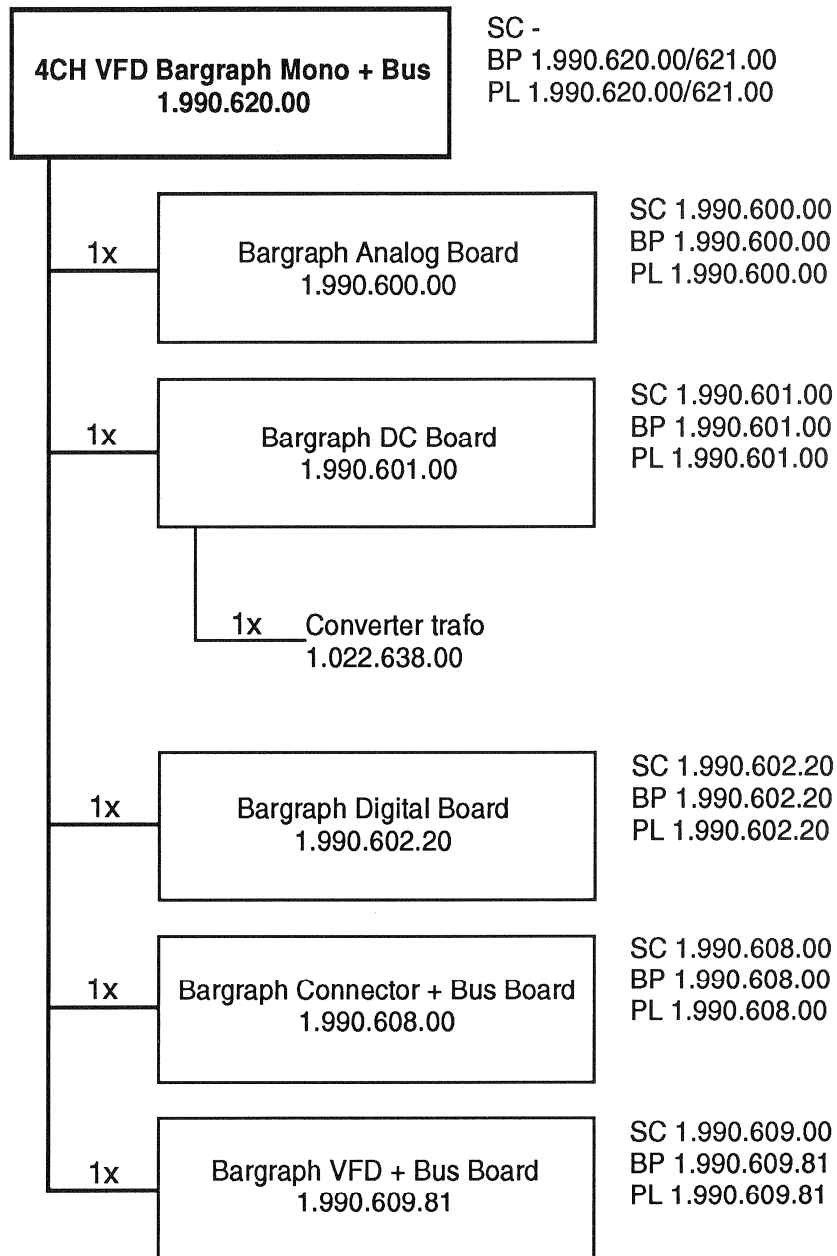 4CH VFD Bargraph Mono + Bus
1.990.620.00
SC -
BP 1.990.620.00/621.00
PL 1.990.620.00/621.00
1x
Bargraph Analog Board
1.990.600.00
SC 1.990.600.00
BP 1.990.600.00
PL 1.990.600.00
1x
Bargraph DC Board
1.990.601.00
SC 1.990.601.00
BP 1.990.601.00
PL 1.990.601.00
1x
Converter trafo
1.022.638.00
1x
Bargraph Digital Board
1.990.602.20
SC 1.990.602.20
BP 1.990.602.20
PL 1.990.602.20
1x
Bargraph Connector + Bus Board
1.990.608.00
SC 1.990.608.00
BP 1.990.608.00
PL 1.990.608.00
1x
Bargraph VFD + Bus Board
1.990.609.81
SC 1.990.609.00
BP 1.990.609.81
PL 1.990.609.81